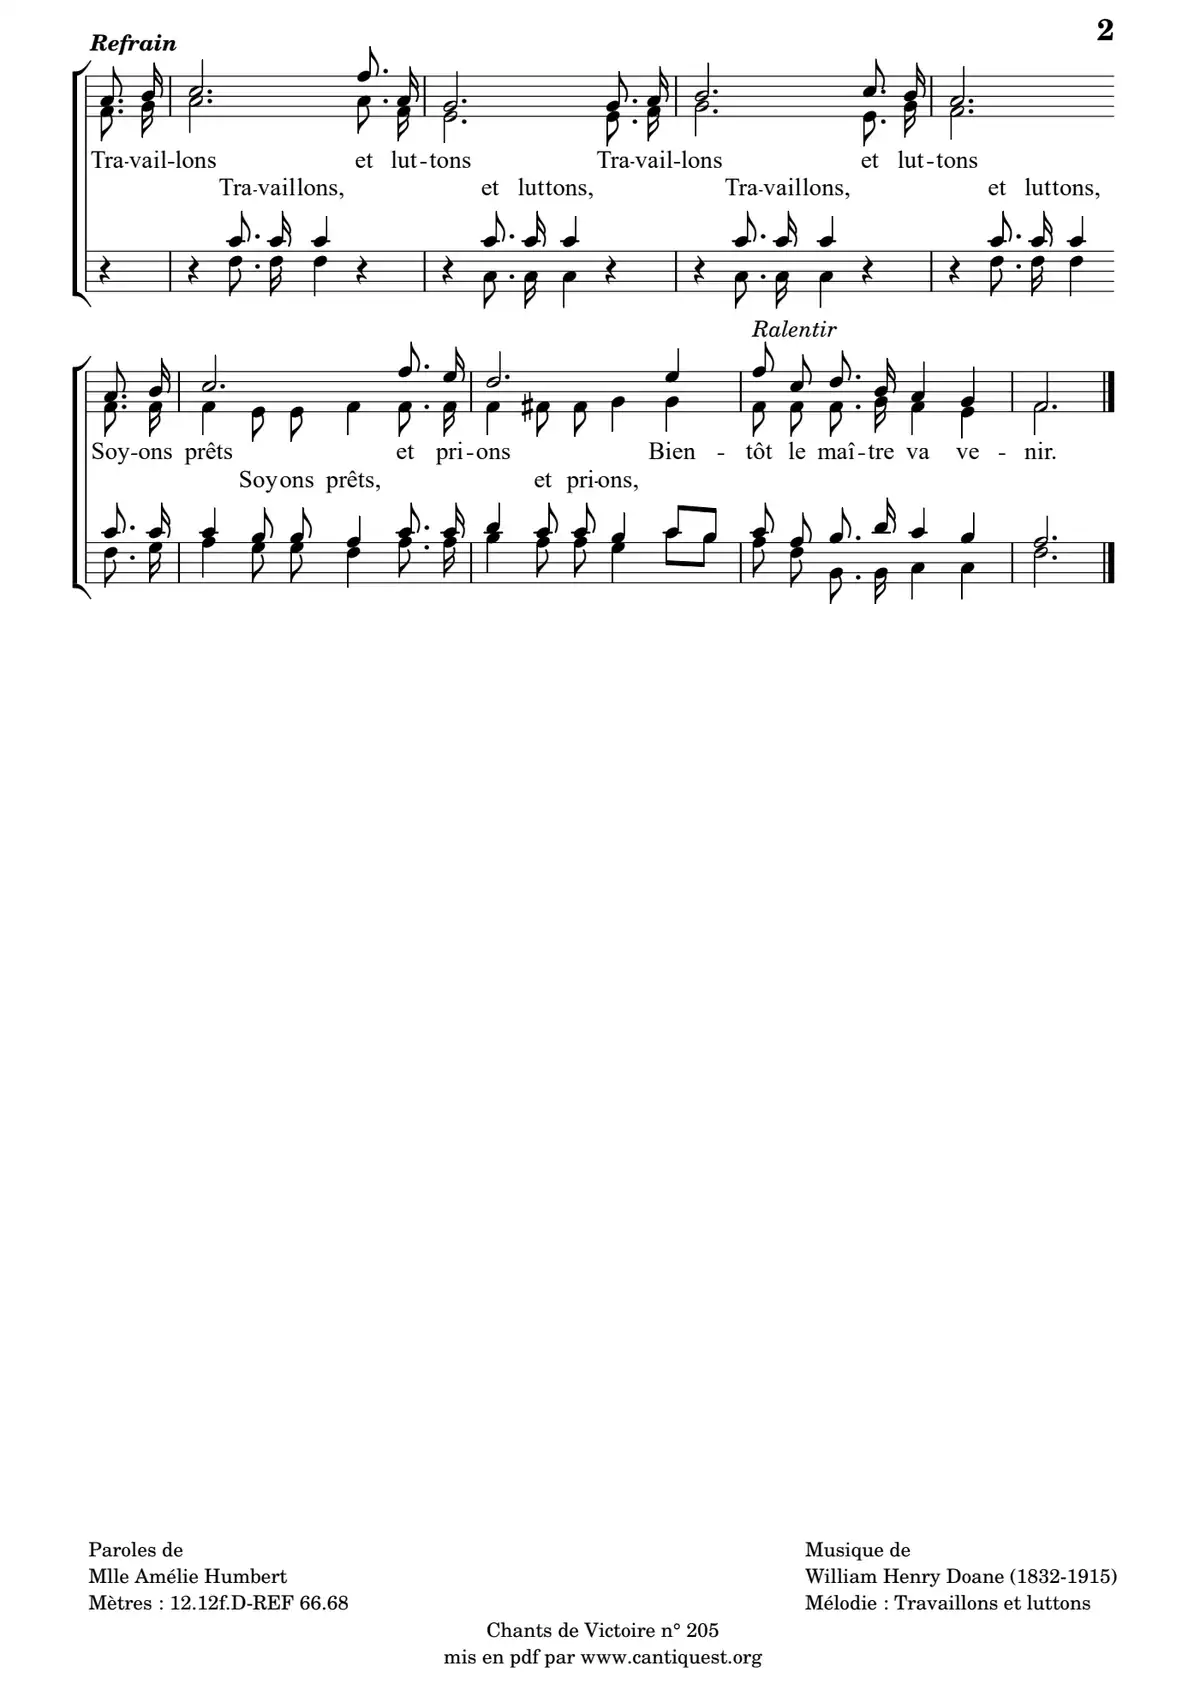 2
Refrain
Tra-vail-lons et lut-tons Tra-vail-lons et lut-tons
Tra-vaillons, et luttons, Tra-vaillons, et luttons,
Ralentir
Soy-ons prêts et pri-ons Bien - tôt le maî-tre va ve - nir.
Soyons prêts, et pri-ons,
Paroles de
Mlle Amélie Humbert
Mètres : 12.12f.D-REF 66.68
Musique de
William Henry Doane (1832-1915)
Mélodie : Travaillons et luttons
Chants de Victoire n° 205
mis en pdf par www.cantiquest.org